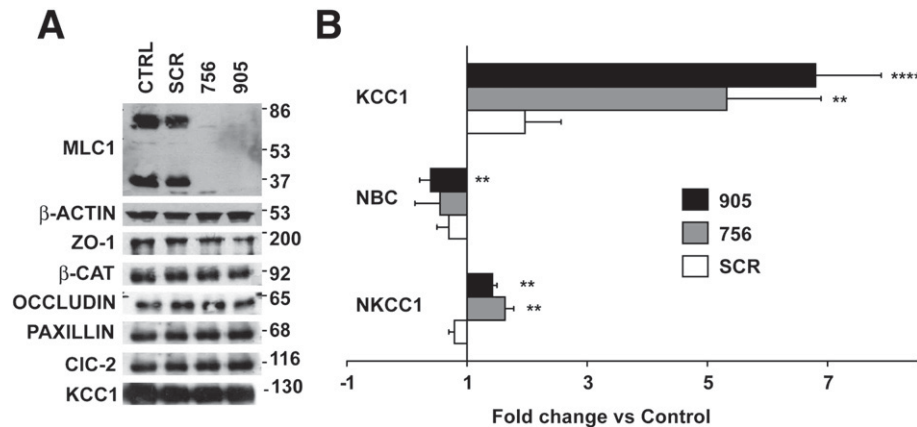 A
CTRL
SCR
756
905
MLC1
86
53
37
β-ACTIN
53
ZO-1
200
β-CAT
92
OCCLUDIN
65
PAXILLIN
68
ClC-2
116
KCC1
130
B
KCC1
****
**
NBC
**
NKCC1
**
**
905
756
SCR
-1
1
3
5
7
Fold change vs Control